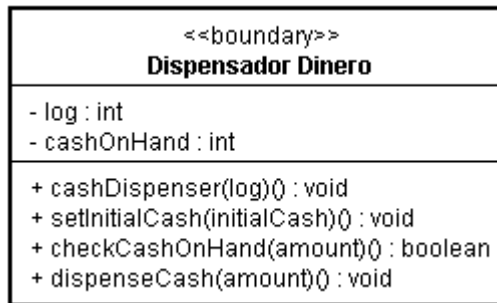 <<boundary>>
Dispensador Dinero
- log : int
- cashOnHand : int
+ cashDispenser(log)() : void
+ setInitialCash(initialCash)() : void
+ checkCashOnHand(amount)() : boolean
+ dispenseCash(amount)() : void